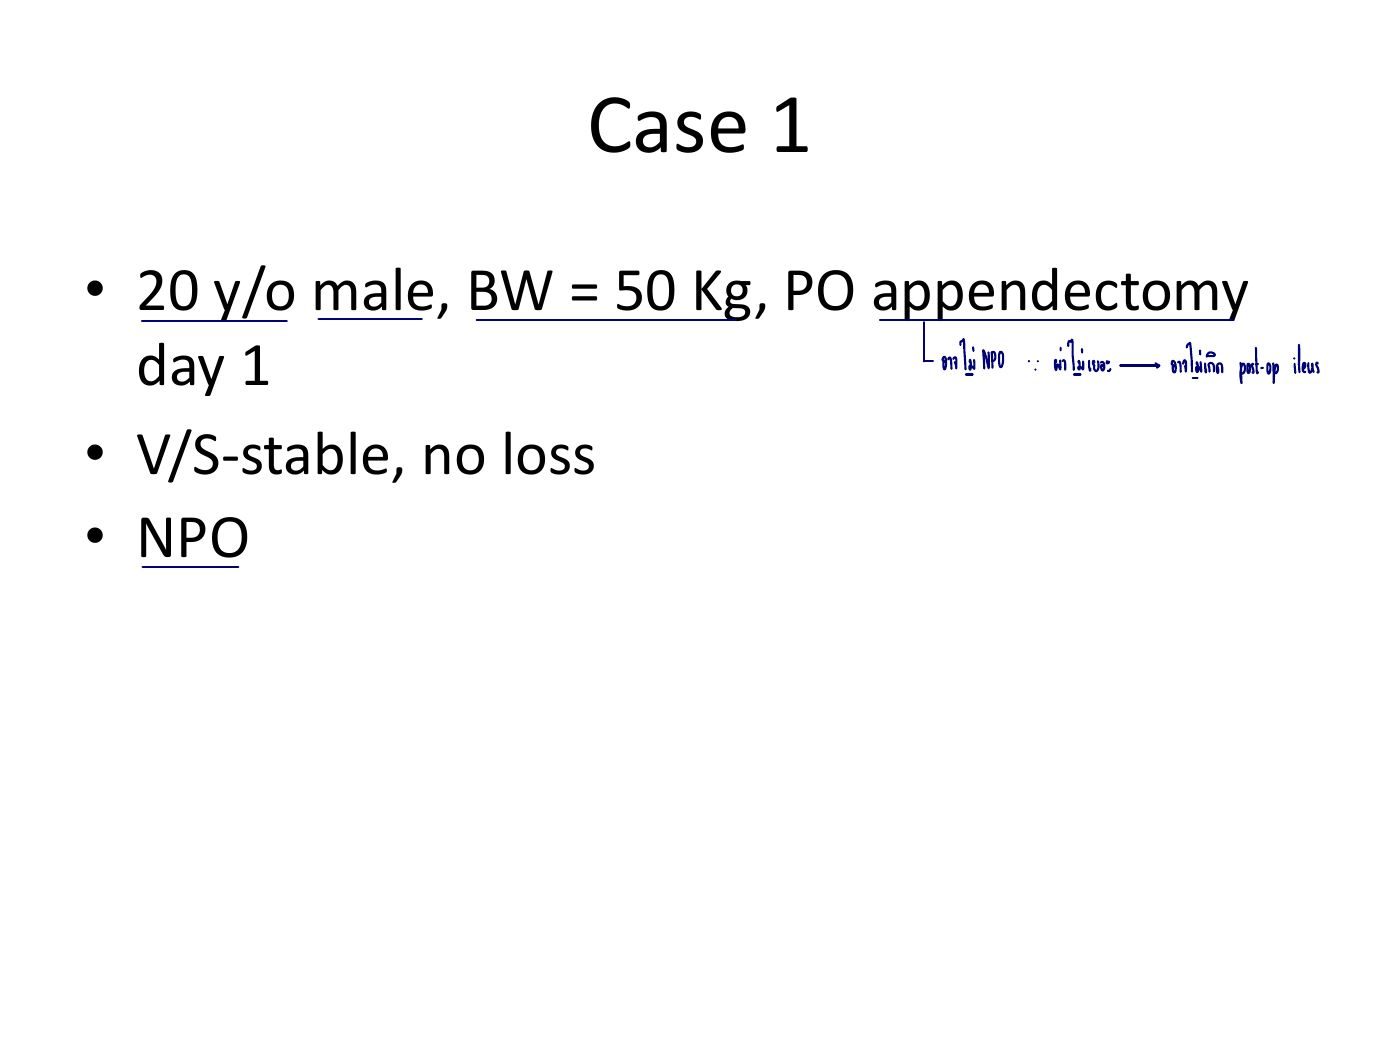 Case 1
• 20 y/o male, BW = 50 Kg, PO appendectomy
day 1
อาจไม่ NPO ∵ ผ่าไม่เยอะ → อาจไม่เกิด post-op ileus
• V/S-stable, no loss
• NPO